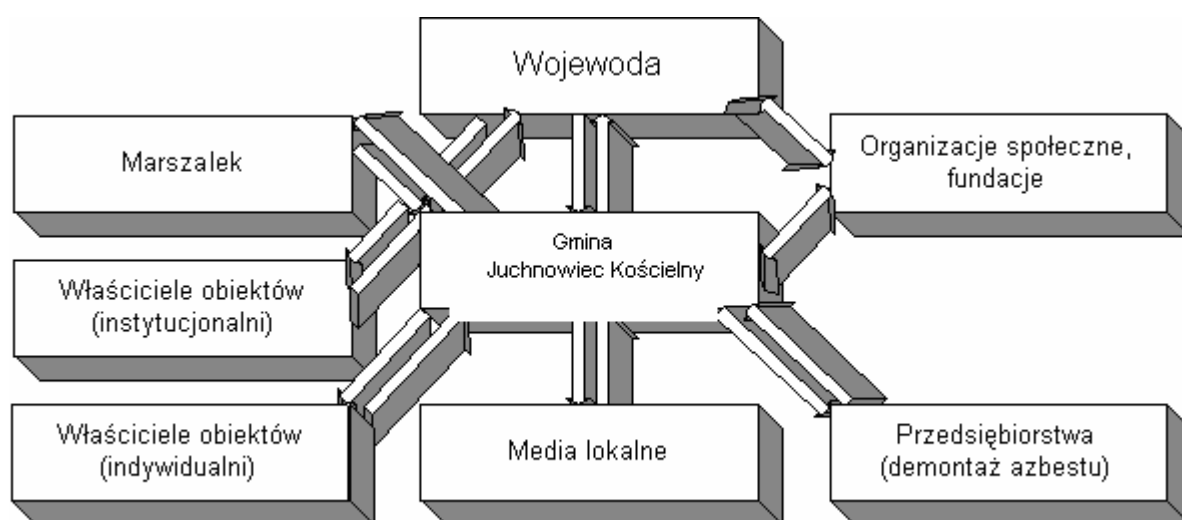 Wojewoda
Marszalek
Organizacje społeczne,
fundacje
Gmina
Juchnowiec Kościelny
Właściciele obiektów
(instytucjonalni)
Właściciele obiektów
(indywidualni)
Media lokalne
Przedsiębiorstwa
(demontaż azbestu)